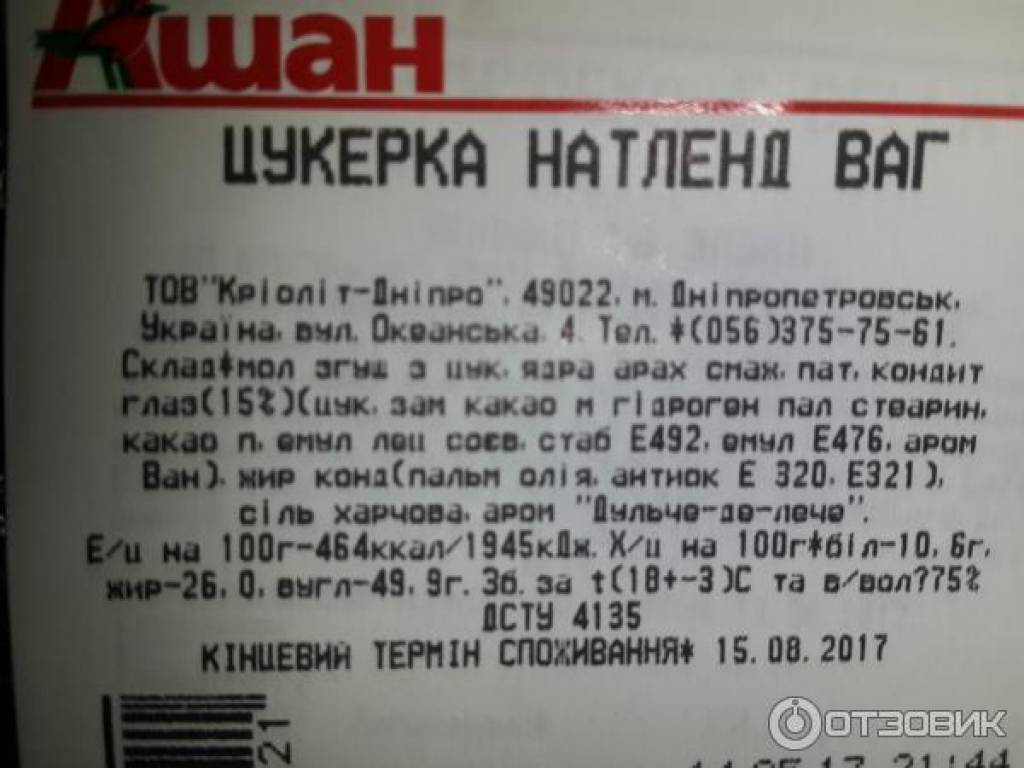 Ашан
ЦУКЕРКА НАТЛЕНД ВАГ
ТОВ"Кріоліт-Дніпро", 49022, м. Дніпропетровськ,
Україна, вул. Океанська, 4. Тел. *(056)375-75-61.
Склад*мол згущ з цук, ядра арах смаж, пат, кондит
глаз(15%)(цук, зам какао м гідроген пал стеарин,
какао п, емул лец соєв, стаб Е492, емул Е476, аром
Ван), жир конд(пальм олія, антиок Е 320, Е321),
сіль харчова, аром "Дульче-де-лече".
Е/ц на 100г-464ккал/1945кДж. Х/ц на 100г*біл-10, 6г,
жир-26, 0, вугл-49, 9г. Зб. за t(18+-3)С та в/вол?75%
ДСТУ 4135
КІНЦЕВИЙ ТЕРМІН СПОЖИВАННЯ* 15.08.2017
21
ОТЗОВИК